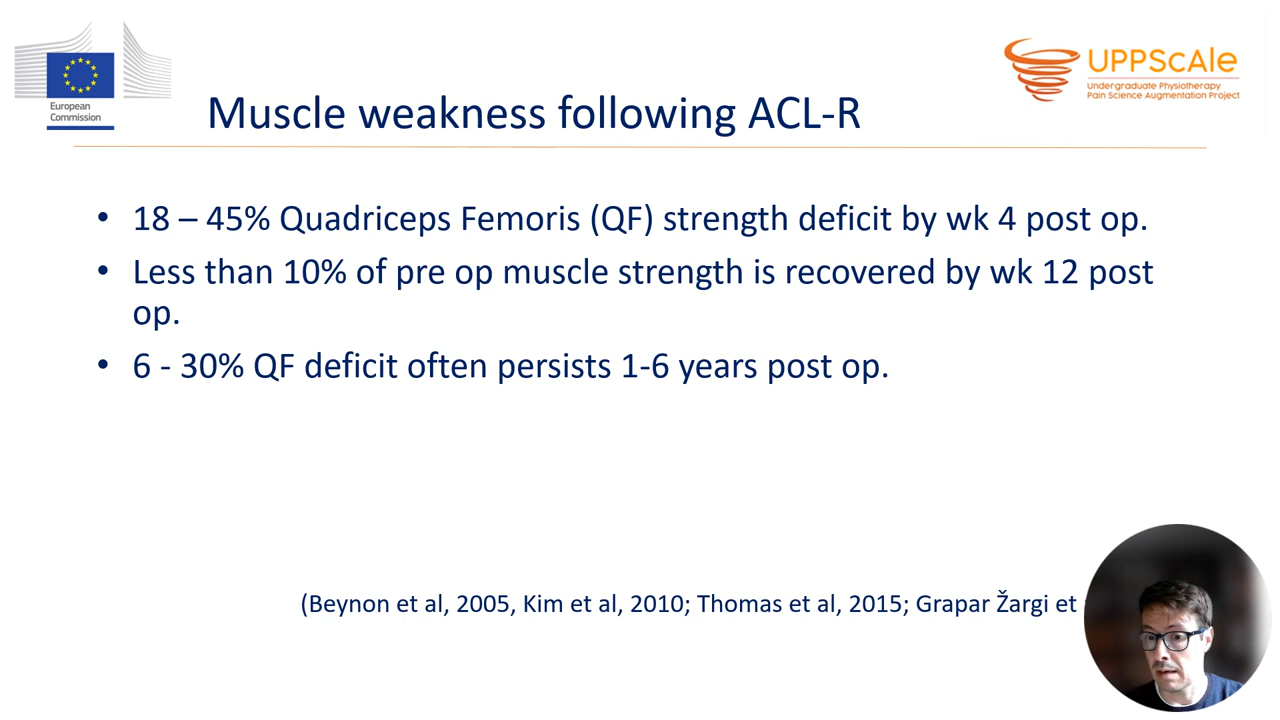 European
Commission
UPPScale
Undergraduate Physiotherapy
Pain Science Augmentation Project
Muscle weakness following ACL-R
• 18 – 45% Quadriceps Femoris (QF) strength deficit by wk 4 post op.
• Less than 10% of pre op muscle strength is recovered by wk 12 post
op.
• 6 - 30% QF deficit often persists 1-6 years post op.
(Beynon et al, 2005, Kim et al, 2010; Thomas et al, 2015; Grapar Žargi et